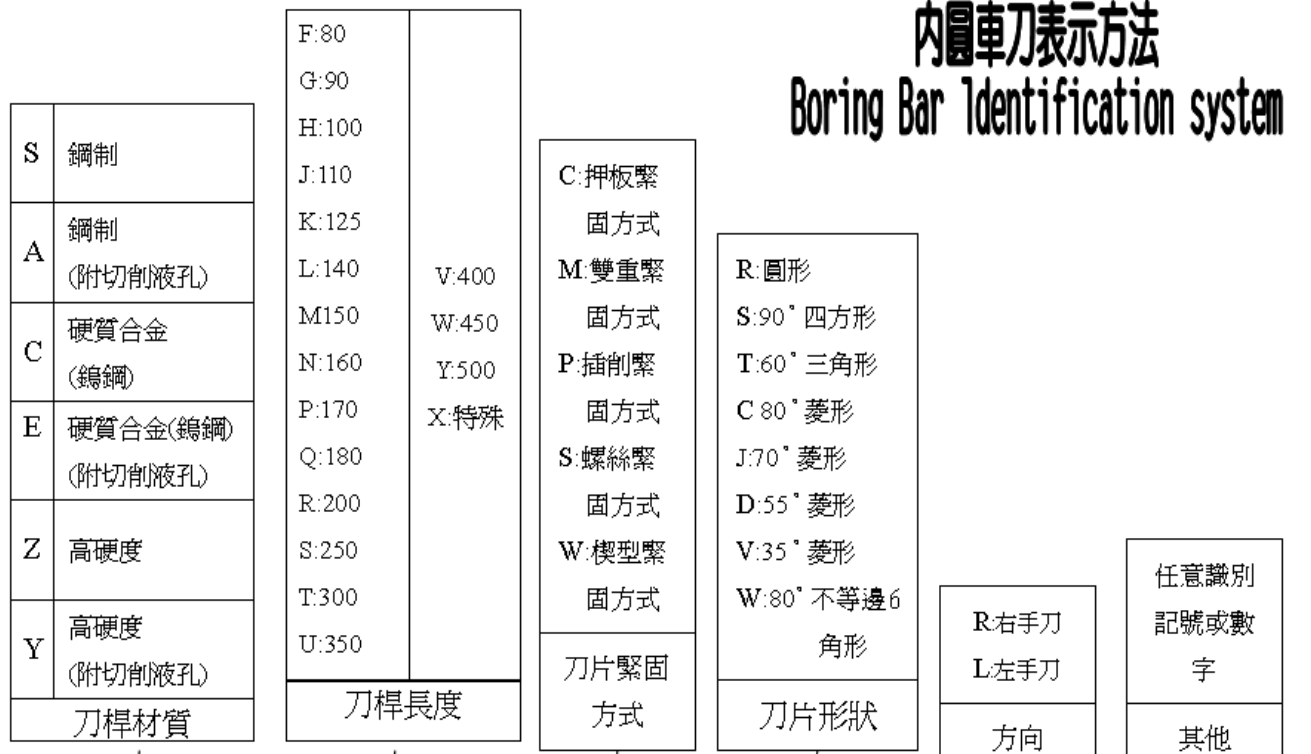 內圓車刀表示方法
Boring Bar Identification system
S 鋼制
A 鋼制
(附切削液孔)
C 硬質合金
(鎢鋼)
E 硬質合金(鎢鋼)
(附切削液孔)
Z 高硬度
Y 高硬度
(附切削液孔)
刀桿材質
F:80
G:90
H:100
J:110
K:125
L:140
M150
N:160
P:170
Q:180
R:200
S:250
T:300
U:350
V:400
W:450
Y:500
X:特殊
刀桿長度
C:押板緊
固方式
M:雙重緊
固方式
P:插削緊
固方式
S:螺絲緊
固方式
W:楔型緊
固方式
刀片緊固
方式
R:圓形
S:90°四方形
T:60°三角形
C 80°菱形
J:70°菱形
D:55°菱形
V:35°菱形
W:80°不等邊6
角形
刀片形狀
R:右手刀
L:左手刀
方向
任意識別
記號或數
字
其他